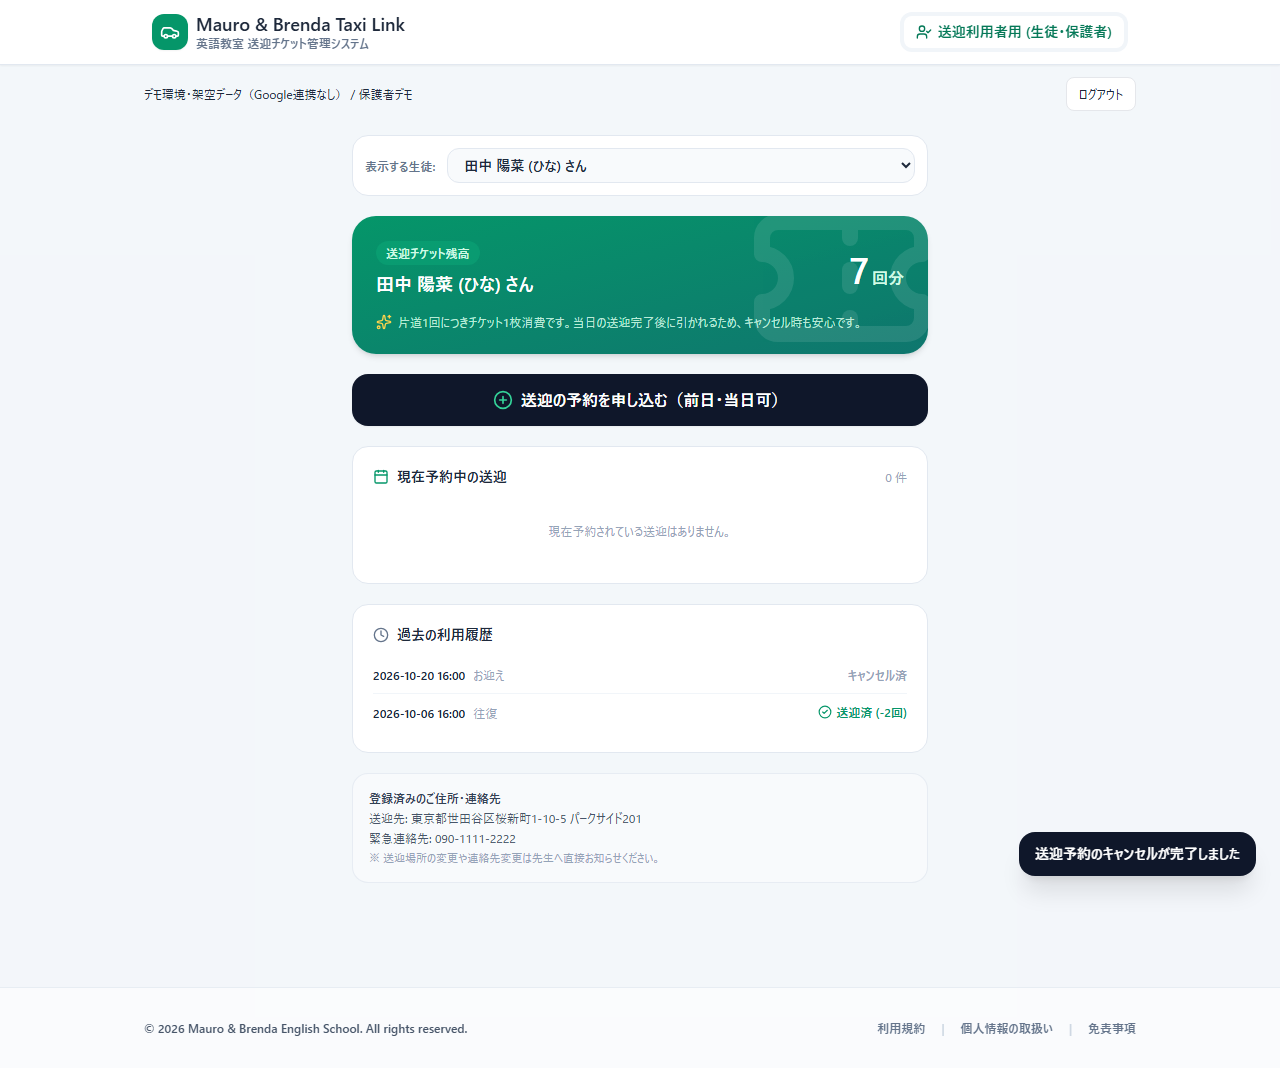 Mauro & Brenda Taxi Link
英語教室 送迎チケット管理システム
送迎利用者用 (生徒・保護者)
デモ環境・架空データ（Google連携なし） / 保護者デモ
ログアウト
表示する生徒:
田中 陽菜 (ひな) さん
送迎チケット残高
田中 陽菜 (ひな) さん
7 回分
片道1回につきチケット1枚消費です。当日の送迎完了後に引かれるため、キャンセル時も安心です。
送迎の予約を申し込む（前日・当日可）
現在予約中の送迎
0 件
現在予約されている送迎はありません。
過去の利用履歴
2026-10-20 16:00 お迎え
キャンセル済
2026-10-06 16:00 往復
送迎済 (-2回)
登録済みのご住所・連絡先
送迎先: 東京都世田谷区桜新町1-10-5 パークサイド201
緊急連絡先: 090-1111-2222
※ 送迎場所の変更や連絡先変更は先生へ直接お知らせください。
送迎予約のキャンセルが完了しました
© 2026 Mauro & Brenda English School. All rights reserved.
利用規約 | 個人情報の取扱い | 免責事項